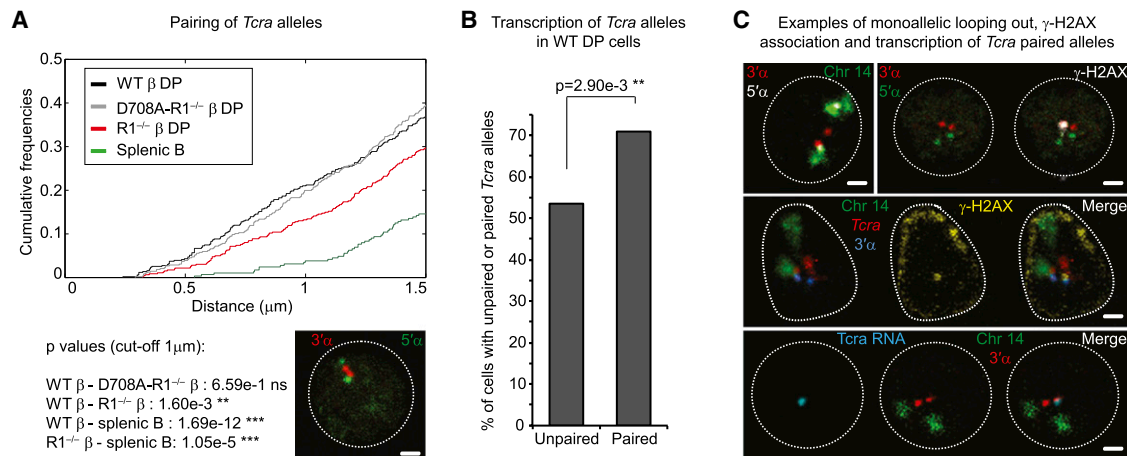 A
Pairing of Tcra alleles
0.5
0.4
0.3
0.2
0.1
0
0.5
1
1.5
Cumulative frequencies
Distance (μm)
WT β DP
D708A-R1⁻/⁻ β DP
R1⁻/⁻ β DP
Splenic B
p values (cut-off 1μm):
WT β - D708A-R1⁻/⁻ β : 6.59e-1 ns
WT β - R1⁻/⁻ β : 1.60e-3 **
WT β - splenic B : 1.69e-12 ***
R1⁻/⁻ β - splenic B: 1.05e-5 ***
3′α
5′α
B
Transcription of Tcra alleles
in WT DP cells
p=2.90e-3 **
% of cells with unpaired or paired Tcra alleles
70
60
50
40
30
20
10
0
Unpaired
Paired
C
Examples of monoallelic looping out, γ-H2AX
association and transcription of Tcra paired alleles
3′α
Chr 14
5′α
3′α
5′α
γ-H2AX
Chr 14
Tcra
3′α
γ-H2AX
Merge
Tcra RNA
Chr 14
3′α
Merge